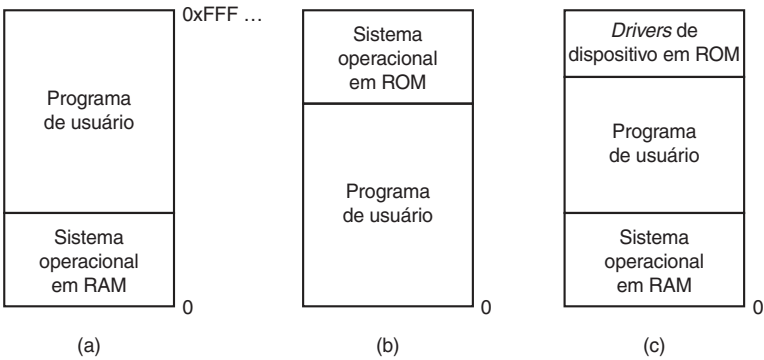 0xFFF ...
Programa
de usuário
Sistema
operacional
em RAM
0
(a)
Sistema
operacional
em ROM
Programa
de usuário
0
(b)
Drivers de
dispositivo em ROM
Programa
de usuário
Sistema
operacional
em RAM
0
(c)